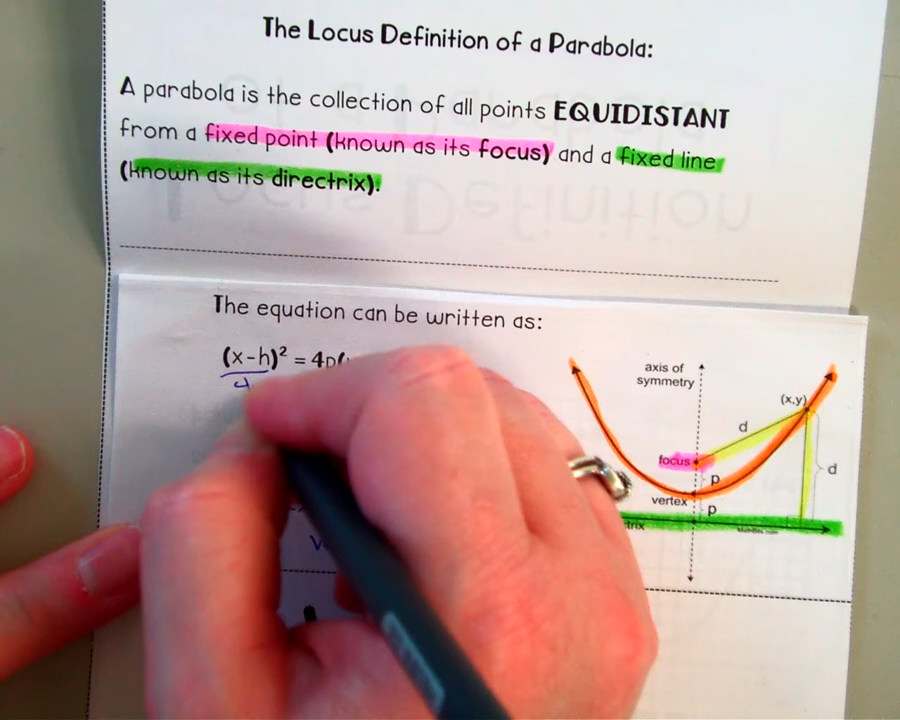 The Locus Definition of a Parabola:
A parabola is the collection of all points EQUIDISTANT
from a fixed point (known as its focus) and a fixed line
(known as its directrix).
The equation can be written as:
(x-h)² = 4p(
axis of
symmetry
(x,y)
d
focus
d
p
vertex
p
trix